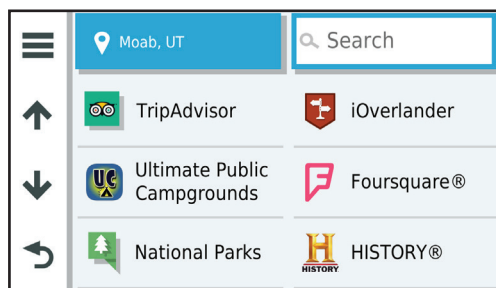 Moab, UT
Search
TripAdvisor
iOverlander
UC
Ultimate Public
Campgrounds
Foursquare®
National Parks
H
HISTORY
HISTORY®